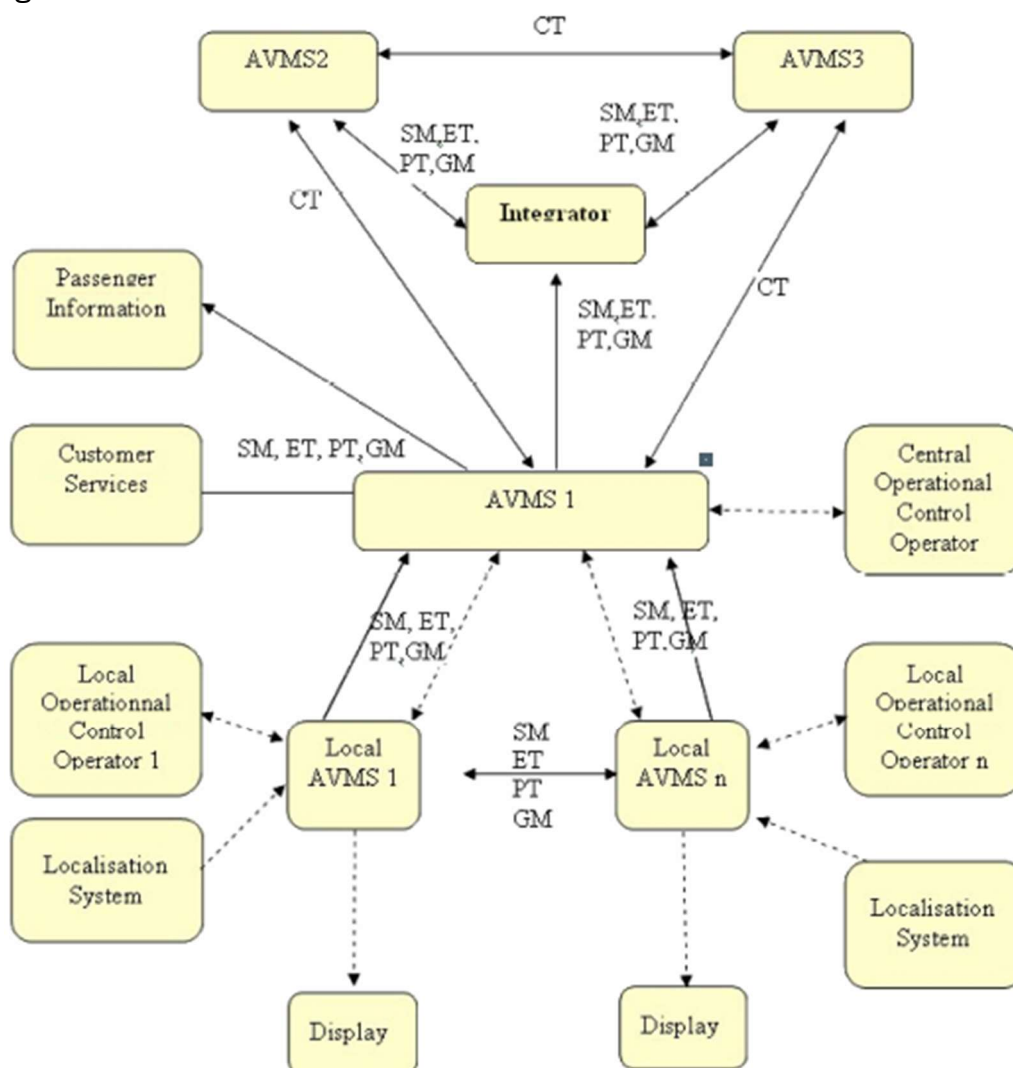 CT
AVMS2
AVMS3
SM,ET.
PT,GM
SM,ET.
PT,GM
CT
Integrator
Passenger
Information
SM,ET.
PT,GM
CT
Customer
Services
SM, ET, PT,GM
AVMS 1
Central
Operational
Control
Operator
SM, ET,
PT,GM
SM, ET,
PT,GM
Local
Operationnal
Control
Operator 1
Local
AVMS 1
SM
ET
PT
GM
Local
AVMS n
Local
Operational
Control
Operator n
Localisation
System
Localisation
System
Display
Display